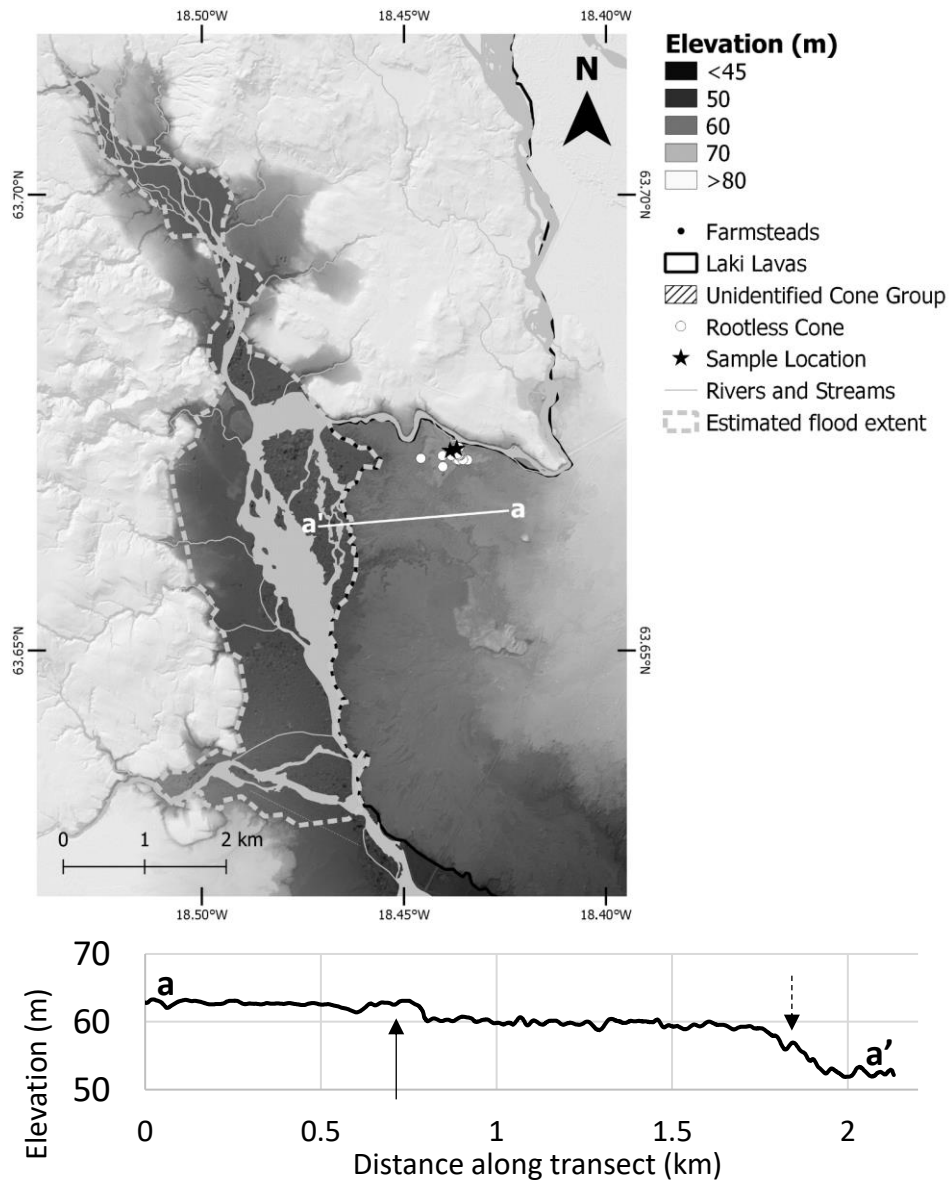 18.50°W 18.45°W 18.40°W
N
63.70°N
63.70°N
63.65°N
63.65°N
a' a
0 1 2 km
18.50°W 18.45°W 18.40°W
Elevation (m)
<45
50
60
70
>80
Farmsteads
Laki Lavas
Unidentified Cone Group
Rootless Cone
Sample Location
Rivers and Streams
Estimated flood extent
70
60
50
Elevation (m)
a
a’
0 0.5 1 1.5 2
Distance along transect (km)